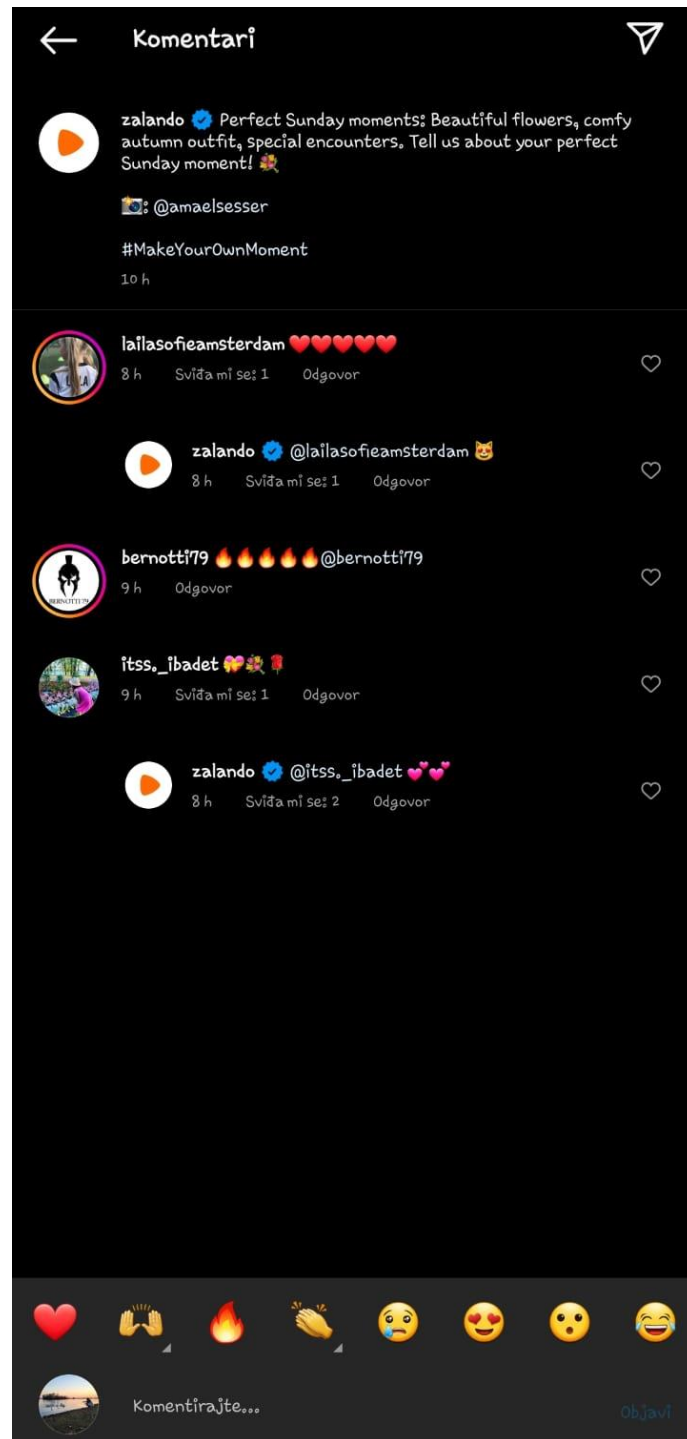 Komentari
zalando Perfect Sunday moments: Beautiful flowers, comfy
autumn outfit, special encounters. Tell us about your perfect
Sunday moment! 💐
📸: @amaelsesser
#MakeYourOwnMoment
10 h
lailasofieamsterdam ❤️❤️❤️❤️❤️
8 h Sviđa mi se: 1 Odgovor
zalando @lailasofieamsterdam 😻
8 h Sviđa mi se: 1 Odgovor
bernotti79 🔥🔥🔥🔥🔥@bernotti79
9 h Odgovor
BERNOTTI 79
itss._ibadet 💝💐🌹
9 h Sviđa mi se: 1 Odgovor
zalando @itss._ibadet 💕💕
8 h Sviđa mi se: 2 Odgovor
Komentirajte...
Objavi